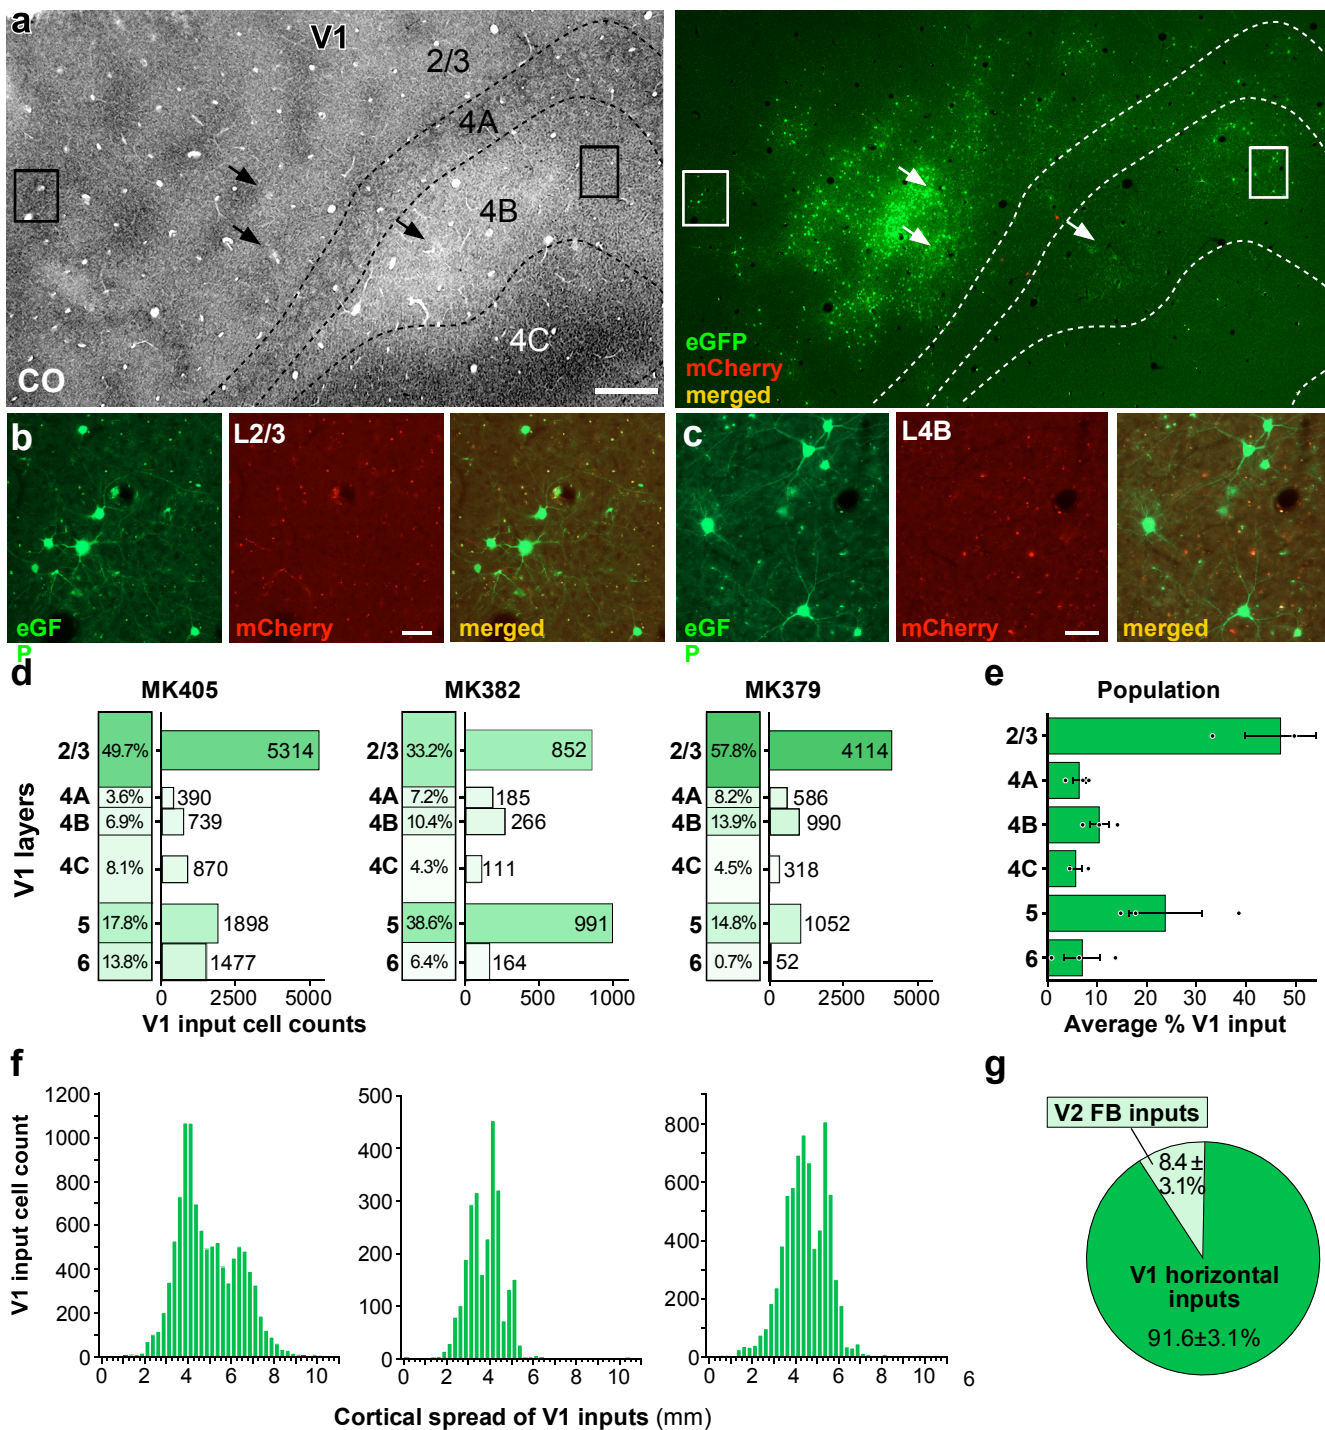 a
V1
2/3
4A
4B
4C
CO
eGFP
mCherry
merged
b
L2/3
eGF
P
mCherry
merged
c
L4B
eGF
P
mCherry
merged
d
MK405
MK382
MK379
V1 layers
2/3 49.7% 5314
4A 3.6% 390
4B 6.9% 739
4C 8.1% 870
5 17.8% 1898
6 13.8% 1477
0 2500 5000
2/3 33.2% 852
4A 7.2% 185
4B 10.4% 266
4C 4.3% 111
5 38.6% 991
6 6.4% 164
0 500 1000
2/3 57.8% 4114
4A 8.2% 586
4B 13.9% 990
4C 4.5% 318
5 14.8% 1052
6 0.7% 52
0 2500 5000
V1 input cell counts
e
Population
2/3
4A
4B
4C
5
6
0 10 20 30 40 50
Average % V1 input
f
V1 input cell count
1200
1000
800
600
400
200
0
0 2 4 6 8 10
500
400
300
200
100
0
0 2 4 6 8 10
800
600
400
200
0
0 2 4 6 8 10 6
Cortical spread of V1 inputs (mm)
g
V2 FB inputs
8.4 ±
3.1%
V1 horizontal
inputs
91.6±3.1%